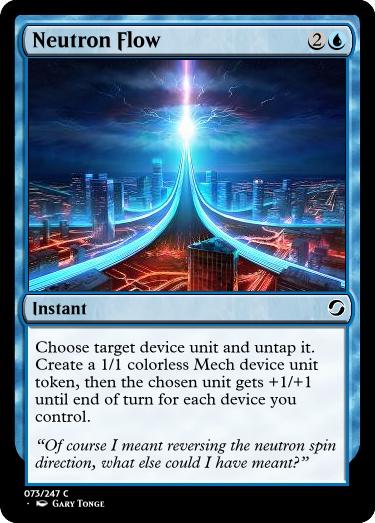 Neutron Flow 2
Instant
Choose target device unit and untap it.
Create a 1/1 colorless Mech device unit
token, then the chosen unit gets +1/+1
until end of turn for each device you
control.
“Of course I meant reversing the neutron spin
direction, what else could I have meant?”
073/247 C
· Gary Tonge